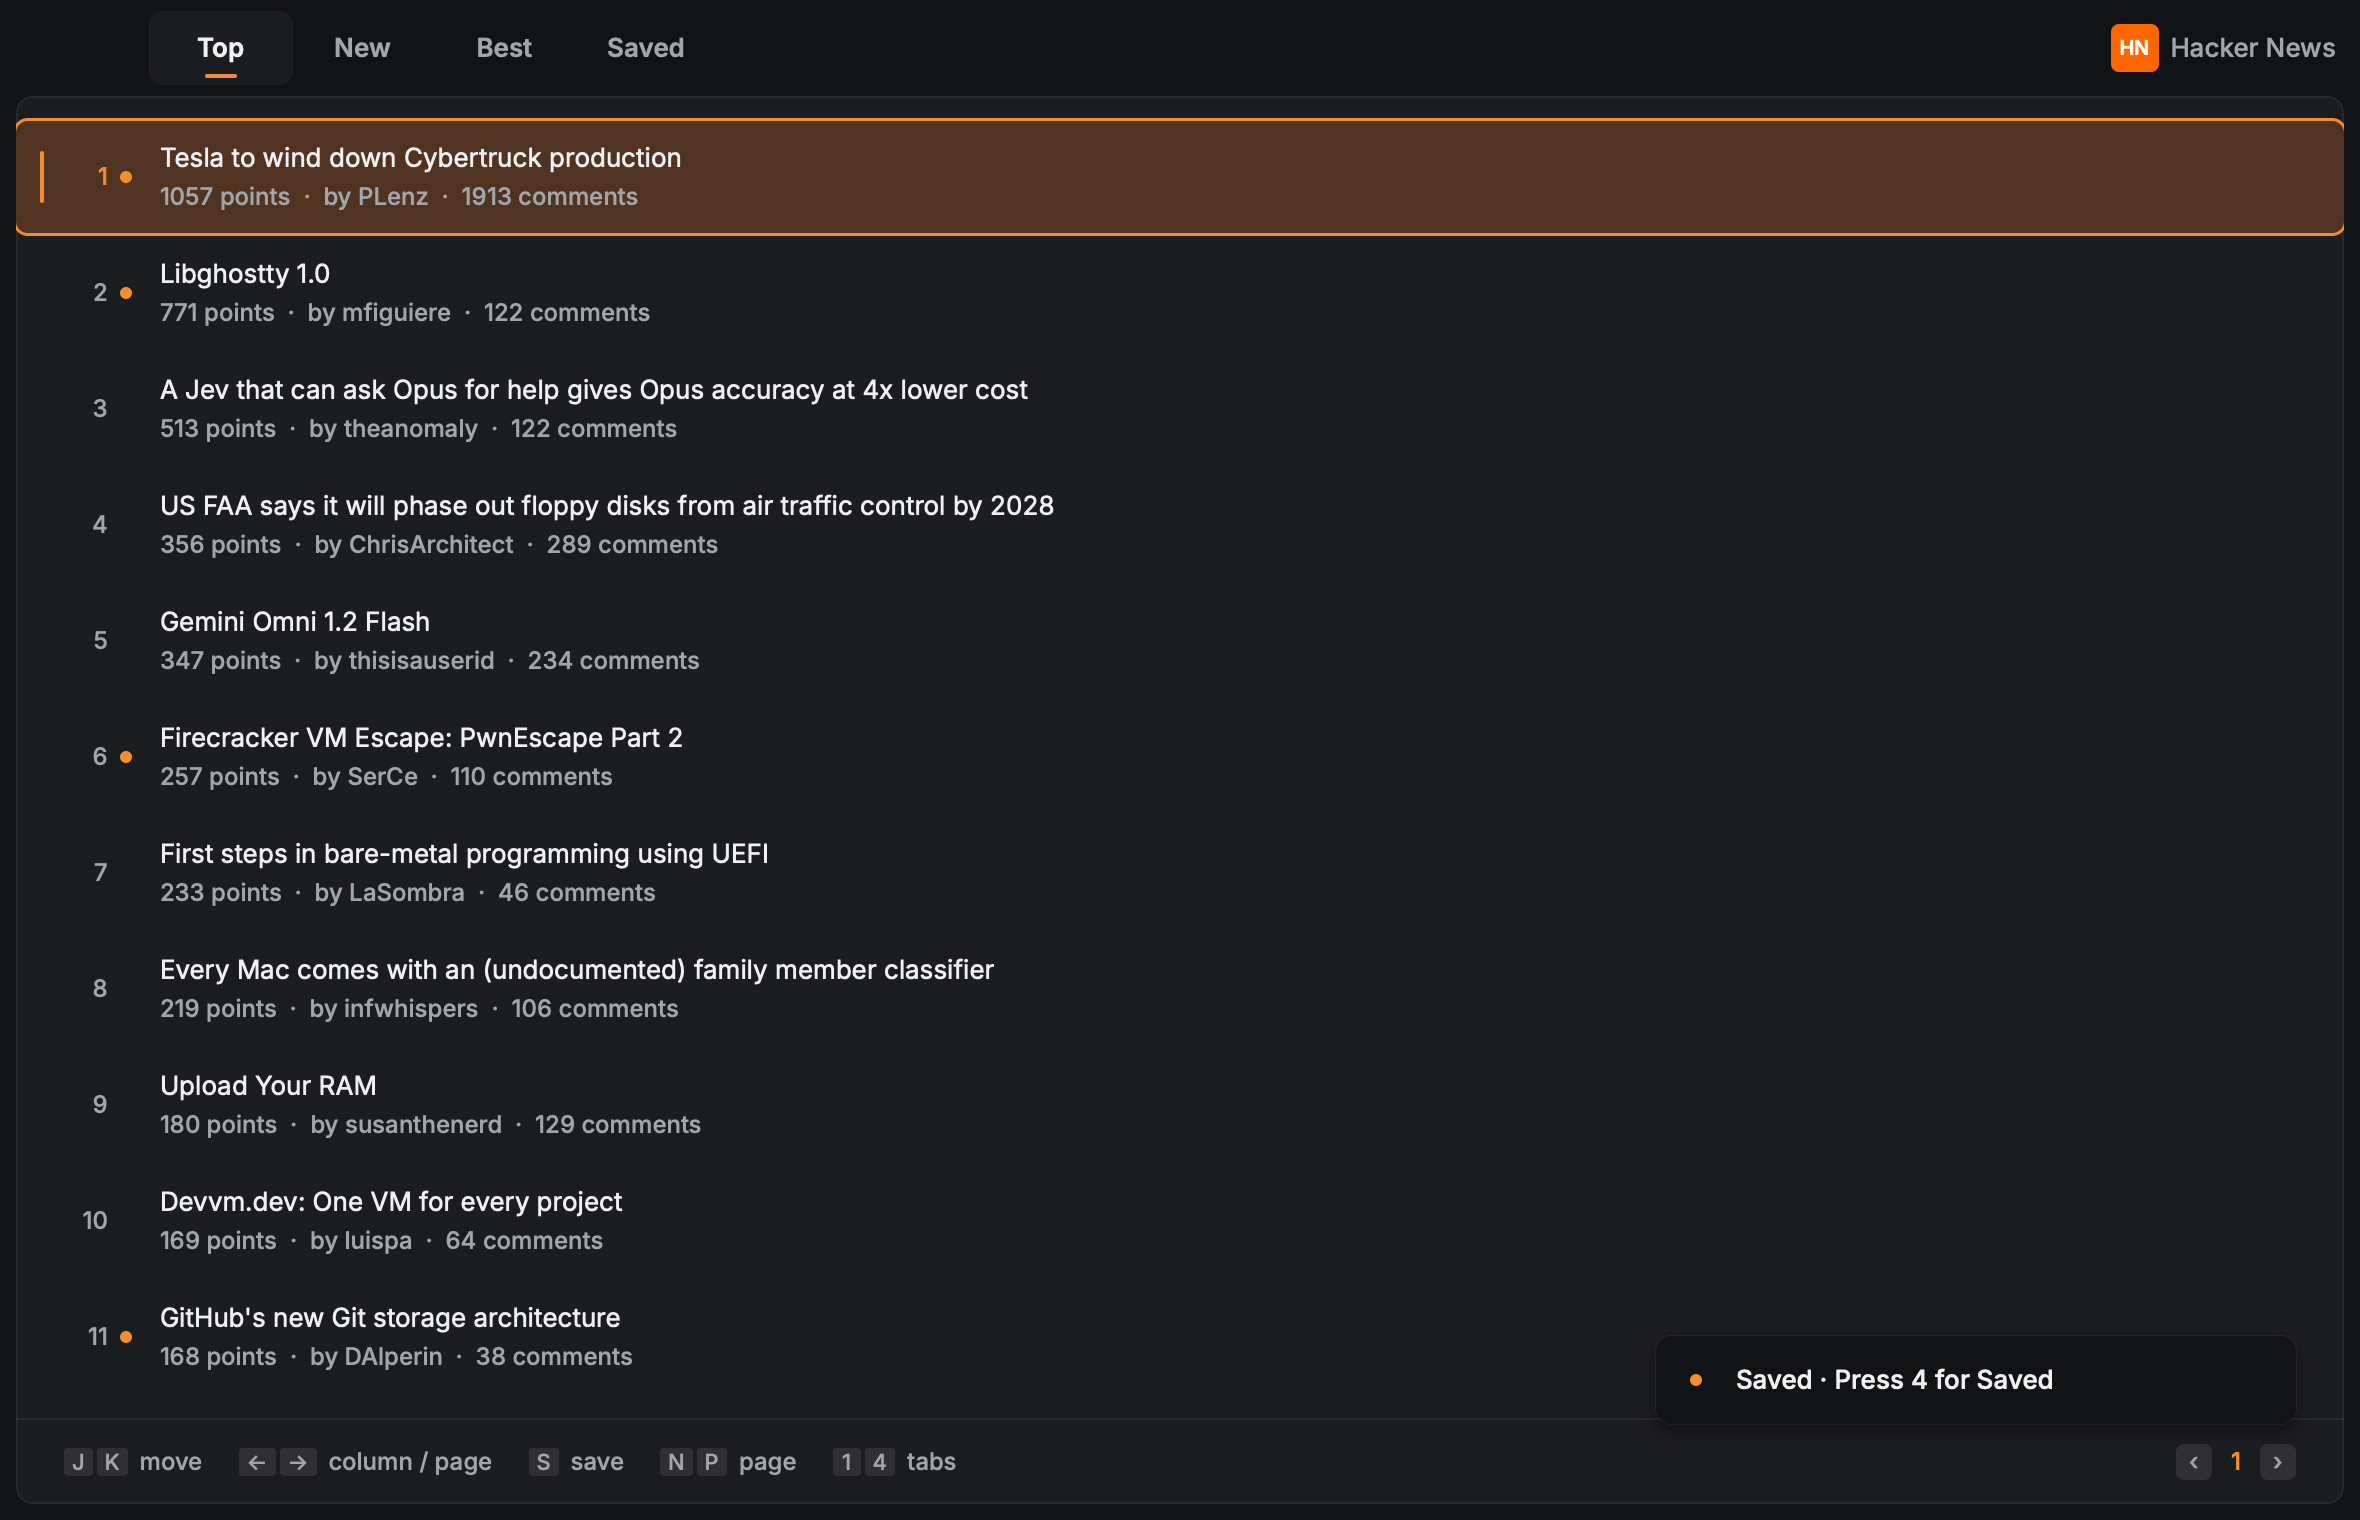 Top New Best Saved HN Hacker News
1 Tesla to wind down Cybertruck production
1057 points · by PLenz · 1913 comments
2 Libghostty 1.0
771 points · by mfiguiere · 122 comments
3 A Jev that can ask Opus for help gives Opus accuracy at 4x lower cost
513 points · by theanomaly · 122 comments
4 US FAA says it will phase out floppy disks from air traffic control by 2028
356 points · by ChrisArchitect · 289 comments
5 Gemini Omni 1.2 Flash
347 points · by thisisauserid · 234 comments
6 Firecracker VM Escape: PwnEscape Part 2
257 points · by SerCe · 110 comments
7 First steps in bare-metal programming using UEFI
233 points · by LaSombra · 46 comments
8 Every Mac comes with an (undocumented) family member classifier
219 points · by infwhispers · 106 comments
9 Upload Your RAM
180 points · by susanthenerd · 129 comments
10 Devvm.dev: One VM for every project
169 points · by luispa · 64 comments
11 GitHub's new Git storage architecture
168 points · by DAlperin · 38 comments
Saved · Press 4 for Saved
J K move ← → column / page S save N P page 1 4 tabs ‹ 1 ›